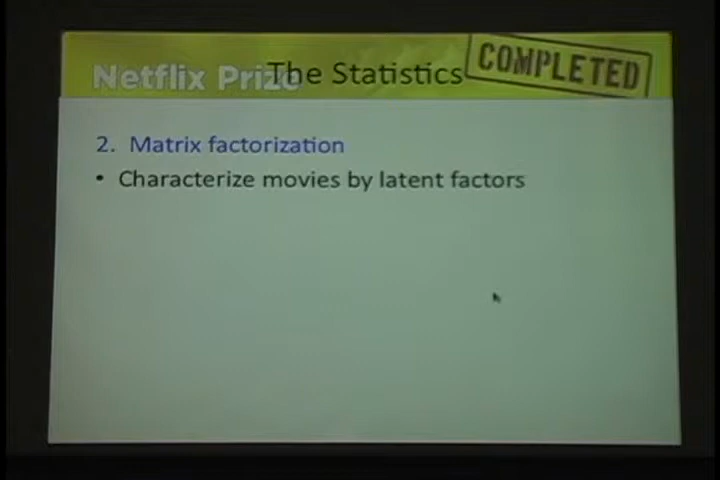 Netflix Prize The Statistics COMPLETED
2. Matrix factorization
• Characterize movies by latent factors